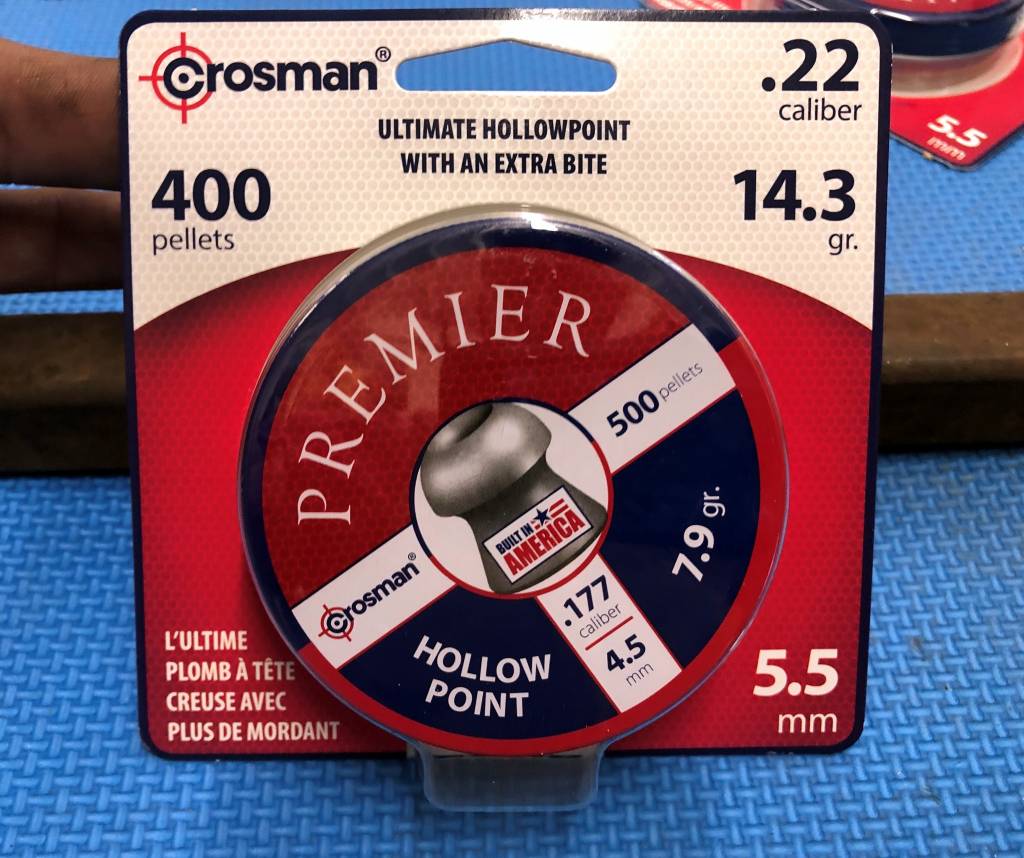 Crosman®
.22
caliber
ULTIMATE HOLLOWPOINT
WITH AN EXTRA BITE
400
pellets
14.3
gr.
5.5
mm
PREMIER
500 pellets
7.9 gr.
BUILT IN
AMERICA
Crosman®
.177
caliber
4.5
mm
HOLLOW
POINT
L'ULTIME
PLOMB À TÊTE
CREUSE AVEC
PLUS DE MORDANT
5.5
mm